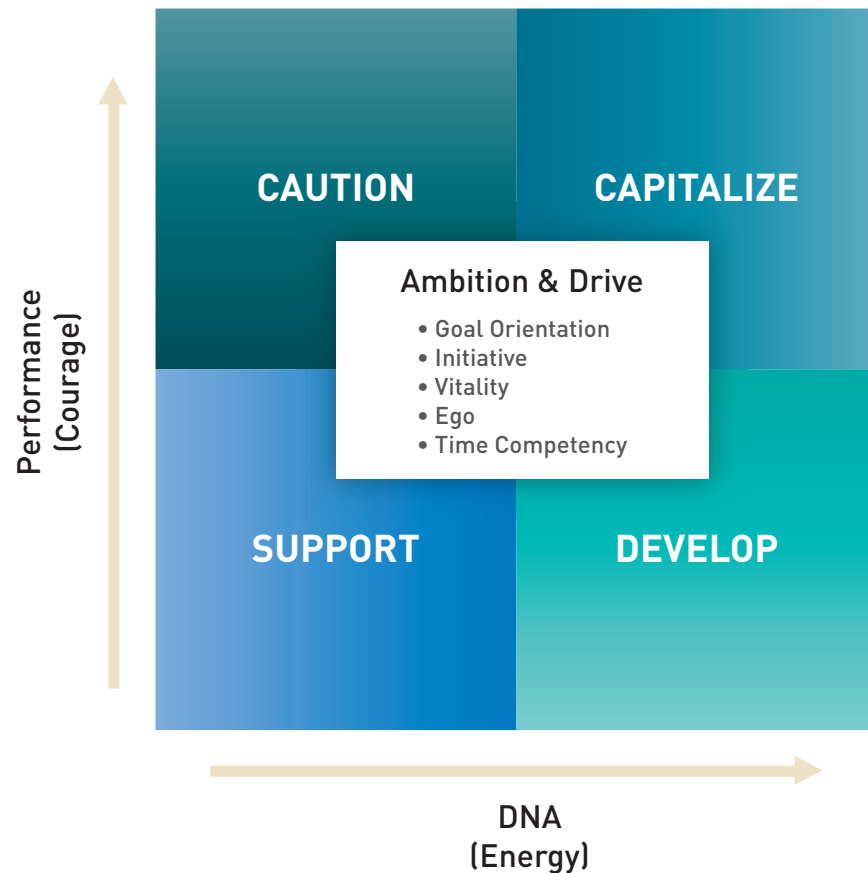 CAUTION
CAPITALIZE
Ambition & Drive
• Goal Orientation
• Initiative
• Vitality
• Ego
• Time Competency
Performance
(Courage)
SUPPORT
DEVELOP
DNA
(Energy)